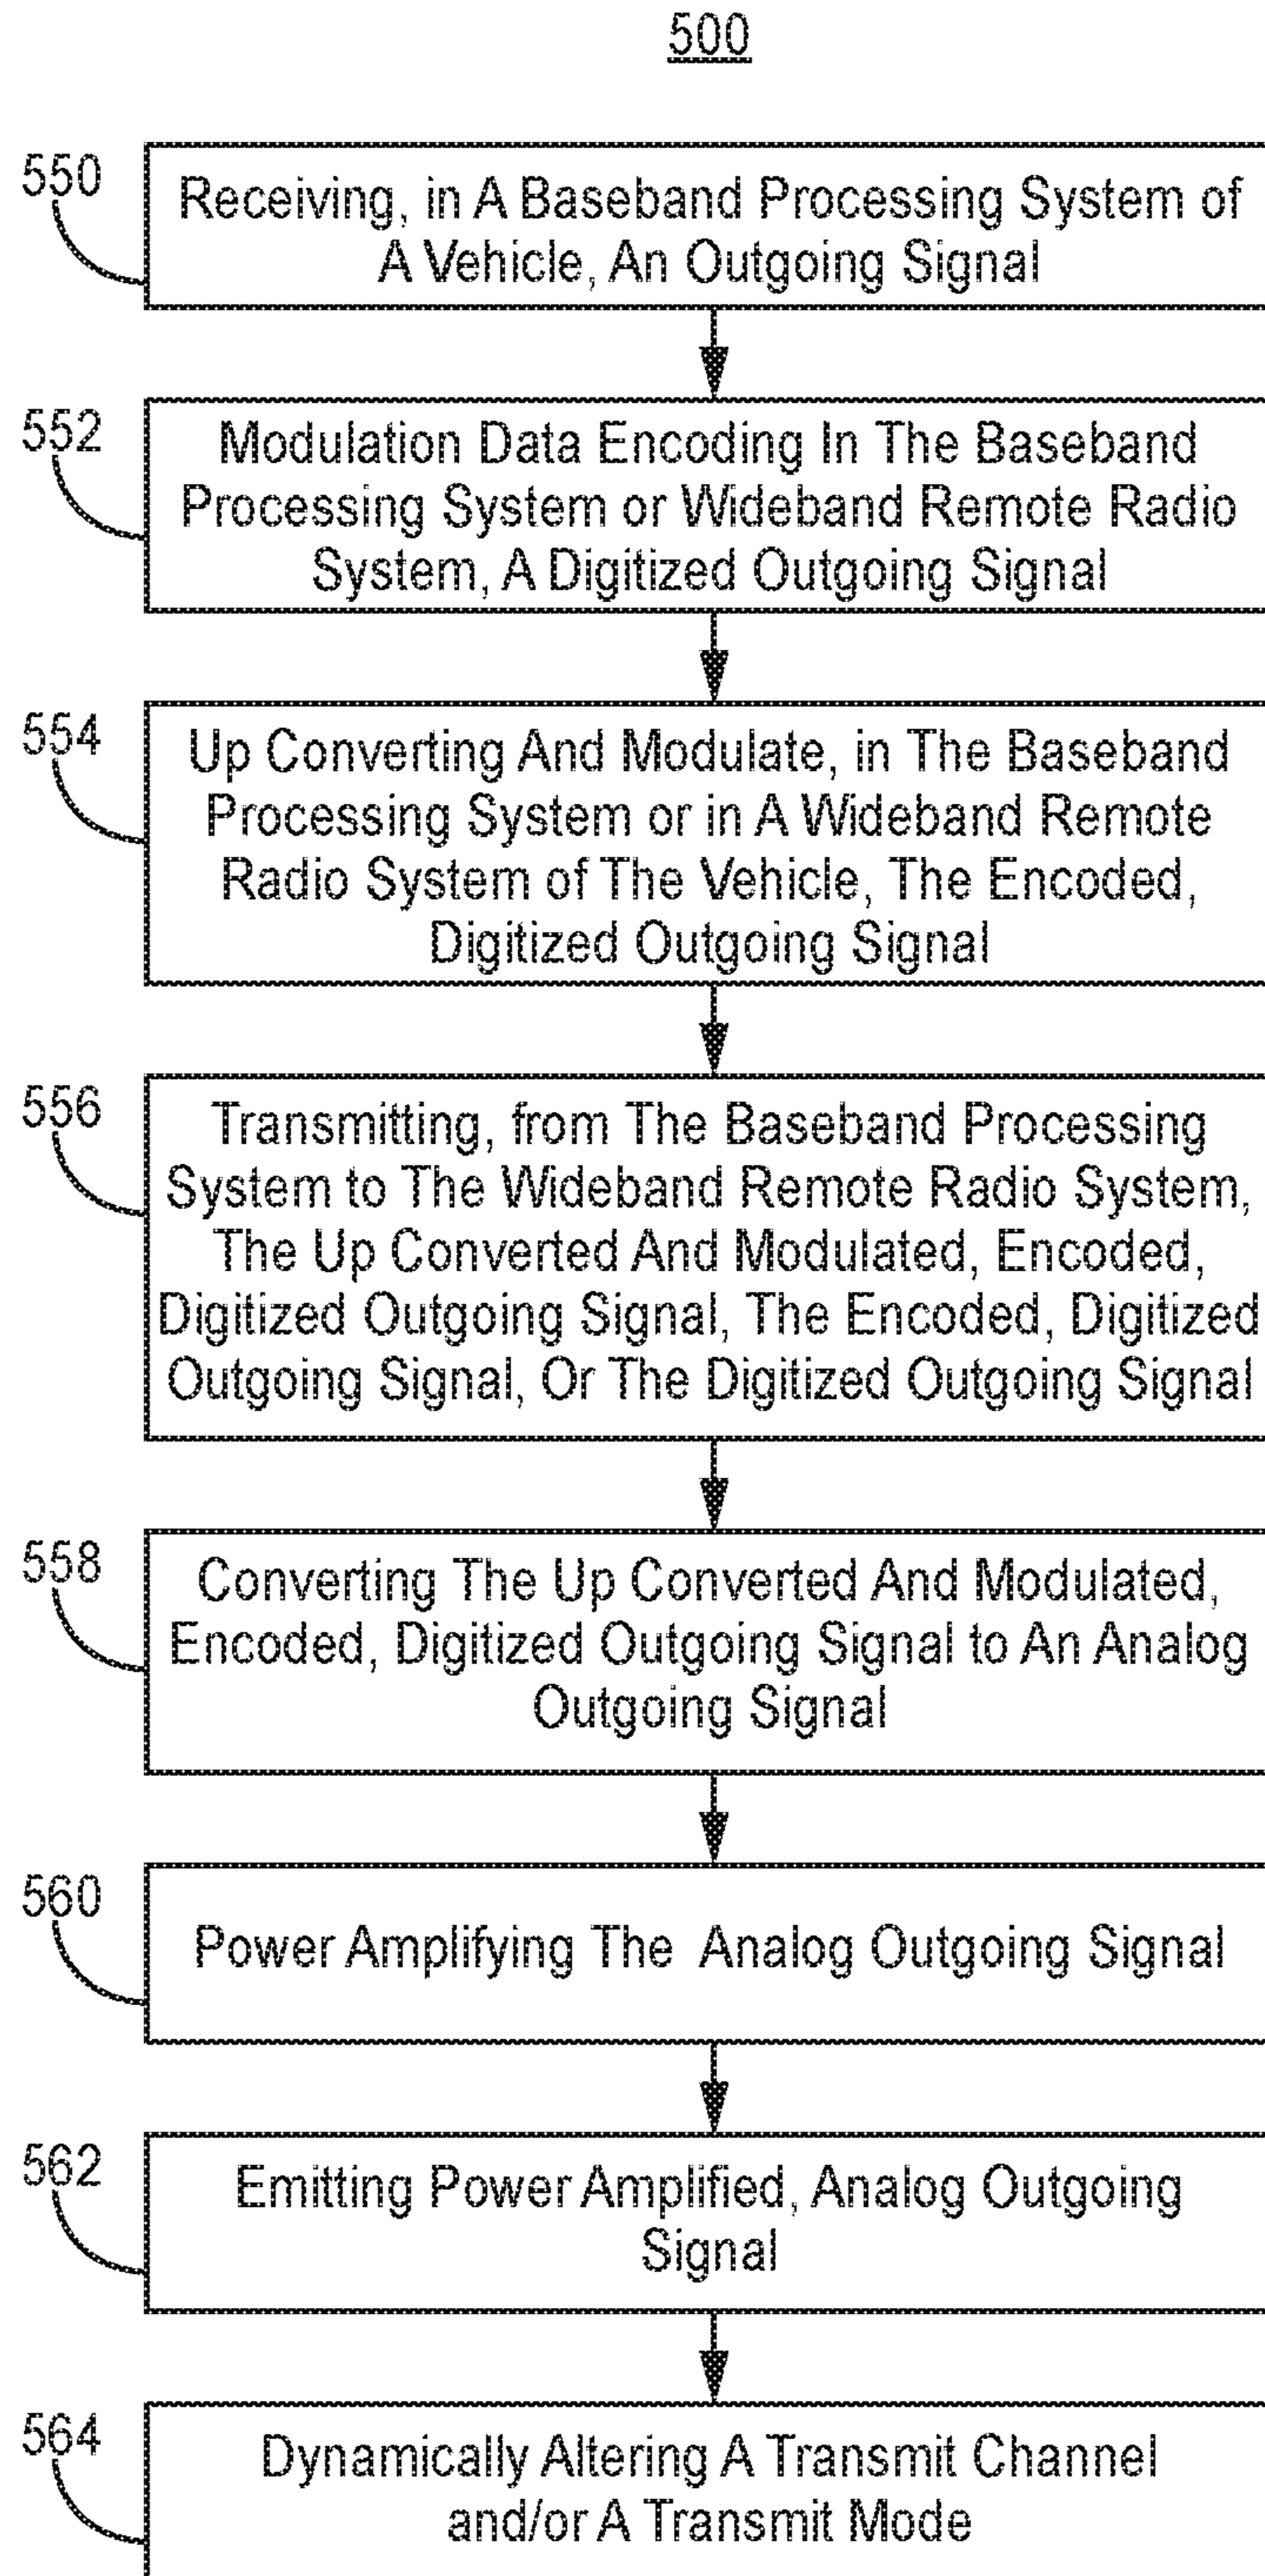 500
550
Receiving, in A Baseband Processing System of
A Vehicle, An Outgoing Signal
552
Modulation Data Encoding In The Baseband
Processing System or Wideband Remote Radio
System, A Digitized Outgoing Signal
554
Up Converting And Modulate, in The Baseband
Processing System or in A Wideband Remote
Radio System of The Vehicle, The Encoded,
Digitized Outgoing Signal
556
Transmitting, from The Baseband Processing
System to The Wideband Remote Radio System,
The Up Converted And Modulated, Encoded,
Digitized Outgoing Signal, The Encoded, Digitized
Outgoing Signal, Or The Digitized Outgoing Signal
558
Converting The Up Converted And Modulated,
Encoded, Digitized Outgoing Signal to An Analog
Outgoing Signal
560
Power Amplifying The Analog Outgoing Signal
562
Emitting Power Amplified, Analog Outgoing
Signal
564
Dynamically Altering A Transmit Channel
and/or A Transmit Mode